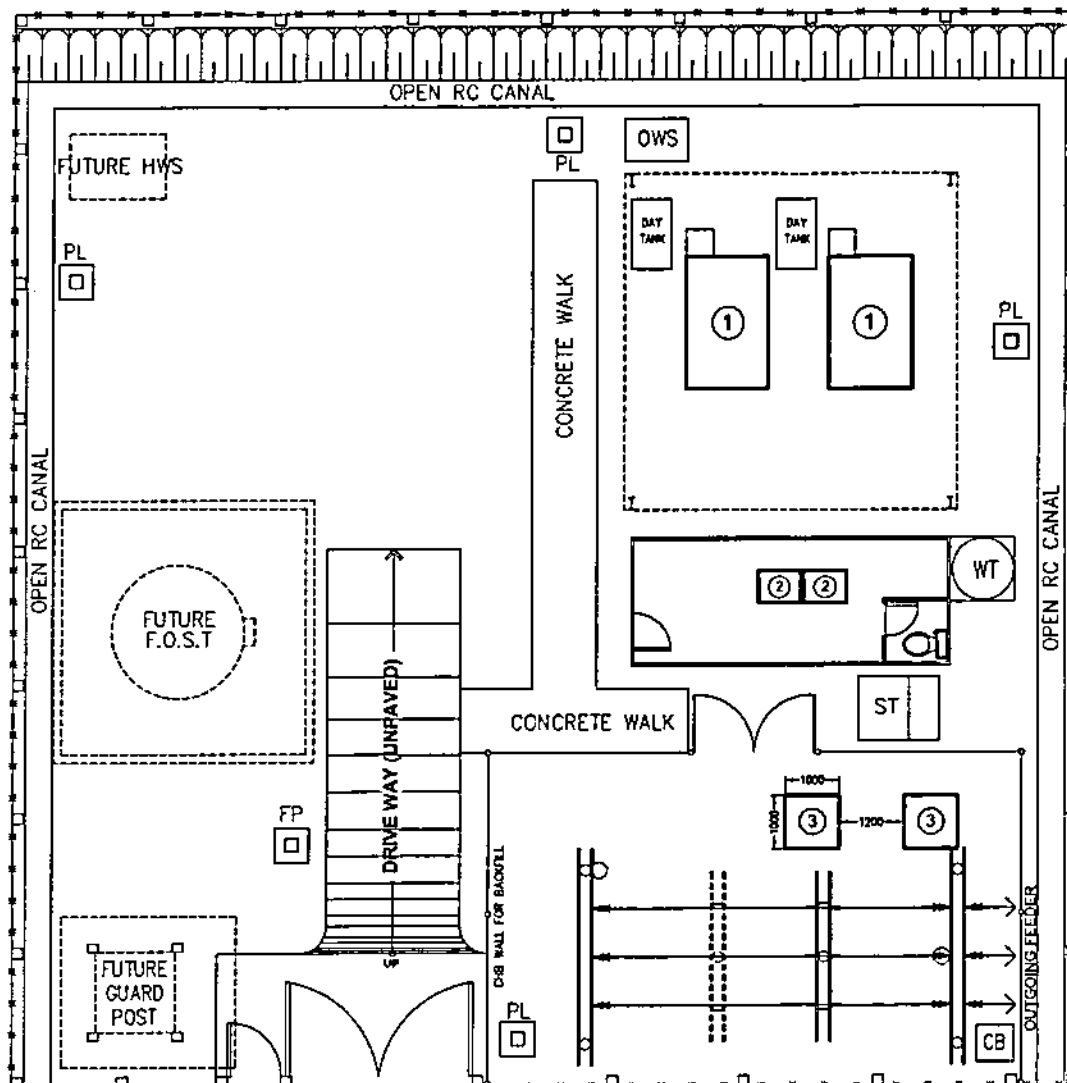 OPEN RC CANAL
PL
OWS
FUTURE HWS
DAY
TANK
DAY
TANK
PL
CONCRETE WALK
1
1
PL
OPEN RC CANAL
OPEN RC CANAL
FUTURE
F.O.S.T
2
2
WT
DRIVE WAY (UNPAVED)
CONCRETE WALK
ST
1000
1000
3
1200
3
FP
CHB WALL FOR BACKFILL
OUTGOING FEEDER
FUTURE
GUARD
POST
UP
PL
CB